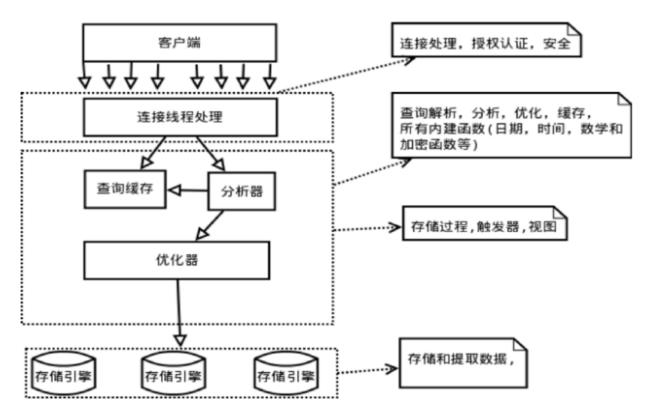 客户端
连接处理，授权认证，安全
连接线程处理
查询解析，分析，优化，缓存，
所有内建函数(日期，时间，数学和
加密函数等)
查询缓存
分析器
存储过程,触发器,视图
优化器
存储和提取数据,
存储引擎
存储引擎
存储引擎